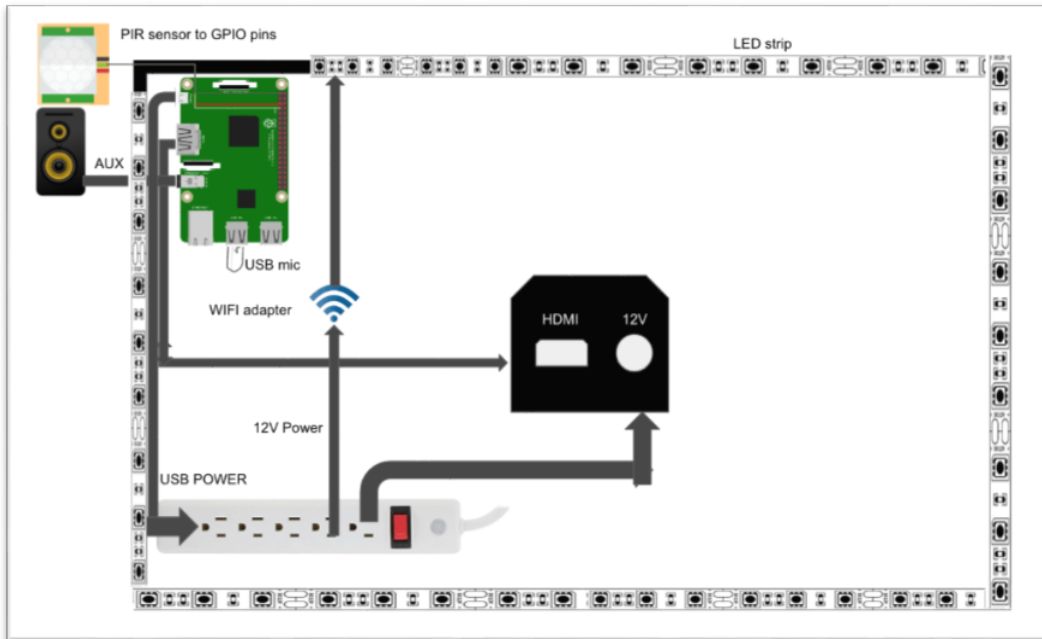 PIR sensor to GPIO pins
LED strip
AUX
USB mic
WIFI adapter
HDMI
12V
12V Power
USB POWER